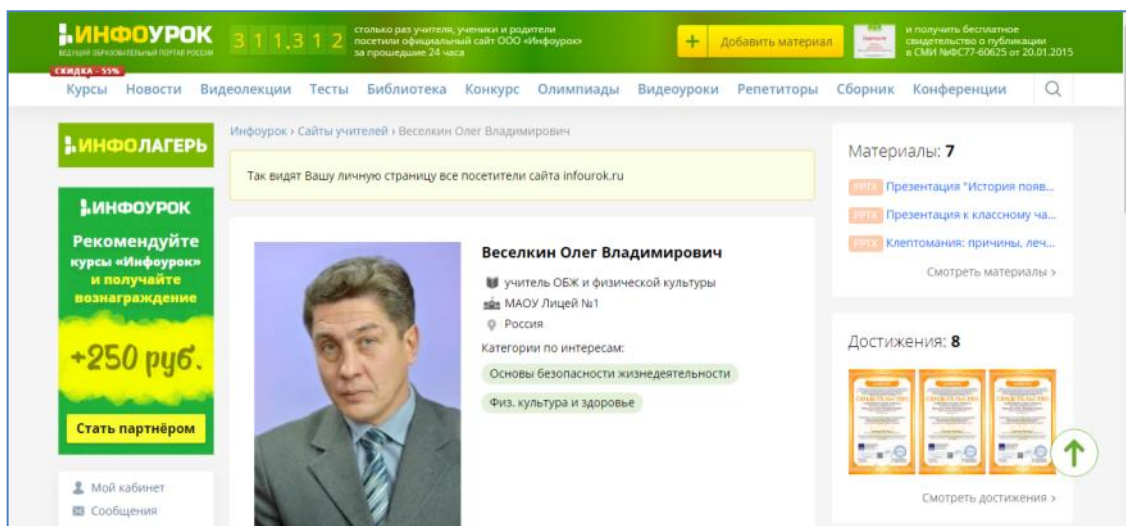 ИНФОУРОК
ВЕДУЩИЙ ОБРАЗОВАТЕЛЬНЫЙ ПОРТАЛ РОССИИ
311.312
столько раз учителя, ученики и родители
посетили официальный сайт ООО «Инфоурок»
за прошедшие 24 часа
+ Добавить материал
и получить бесплатное
свидетельство о публикации
в СМИ №ФС77-60625 от 20.01.2015
СКИДКА - 55%
Курсы Новости Видеолекции Тесты Библиотека Конкурс Олимпиады Видеоуроки Репетиторы Сборник Конференции
ИНФОЛАГЕРЬ
ИНФОУРОК
Рекомендуйте
курсы «Инфоурок»
и получайте
вознаграждение
+250 руб.
Стать партнёром
Мой кабинет
Сообщения
Инфоурок › Сайты учителей › Веселкин Олег Владимирович
Так видят Вашу личную страницу все посетители сайта infourok.ru
Веселкин Олег Владимирович
учитель ОБЖ и физической культуры
МАОУ Лицей №1
Россия
Категории по интересам:
Основы безопасности жизнедеятельности
Физ. культура и здоровье
Материалы: 7
PPTX Презентация "История появ...
PPTX Презентация к классному ча...
PPTX Клептомания: причины, леч...
Смотреть материалы ›
Достижения: 8
СВИДЕТЕЛЬСТВО СВИДЕТЕЛЬСТВО СВИДЕТЕЛЬСТВО
Смотреть достижения ›